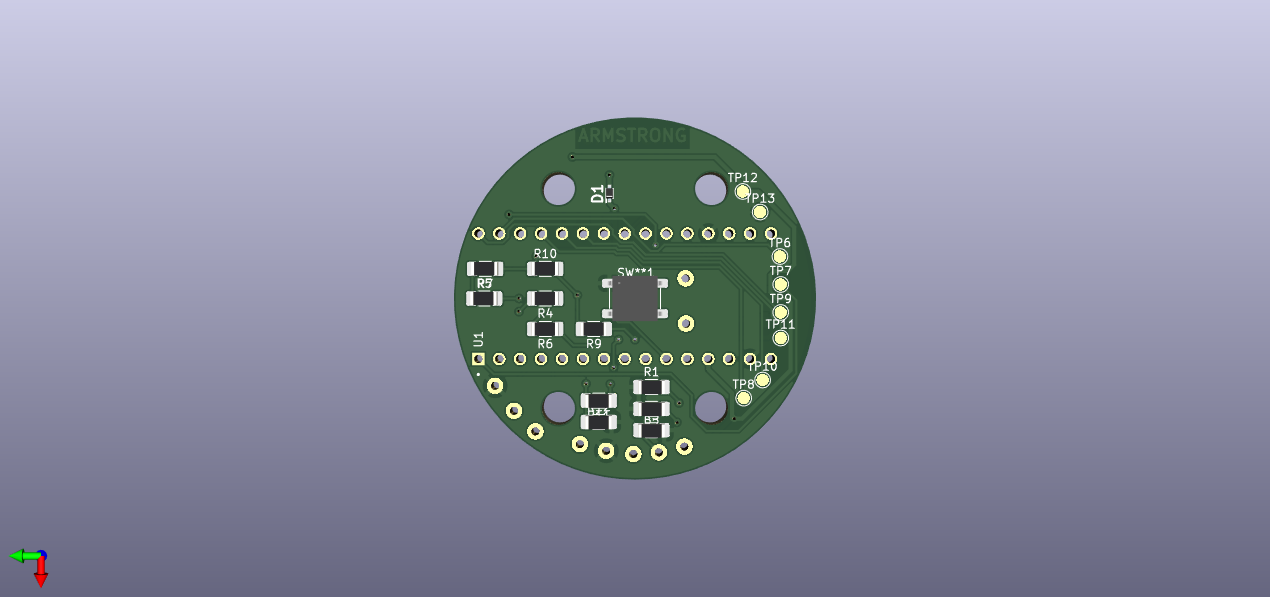 ARMSTRONG
TP12
D1
TP13
TP6
R10
TP7
SW**1
TP9
R4
TP11
U1
R6
R9
TP10
R1
TP8